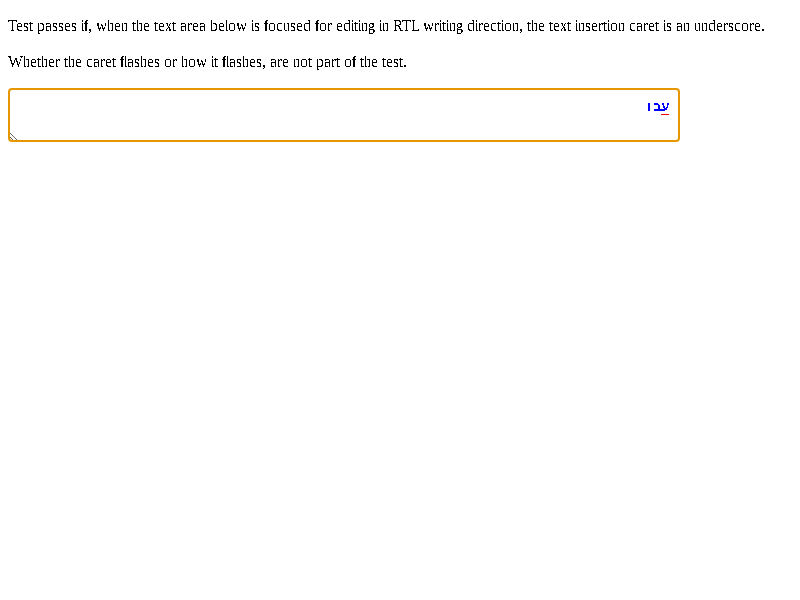 Test passes if, when the text area below is focused for editing in RTL writing direction, the text insertion caret is an underscore.
Whether the caret flashes or how it flashes, are not part of the test.
עבו